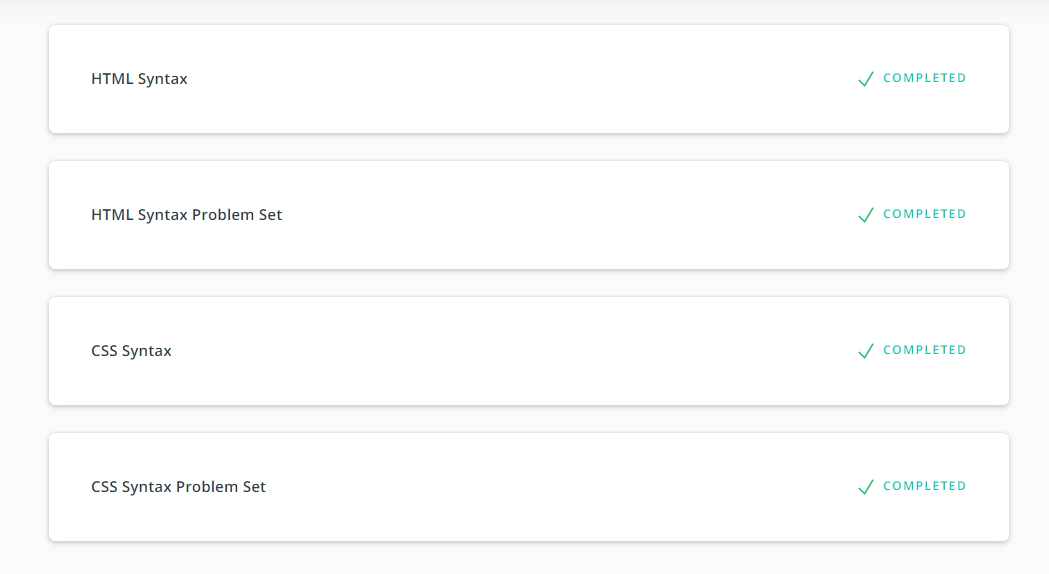 HTML Syntax COMPLETED
HTML Syntax Problem Set COMPLETED
CSS Syntax COMPLETED
CSS Syntax Problem Set COMPLETED